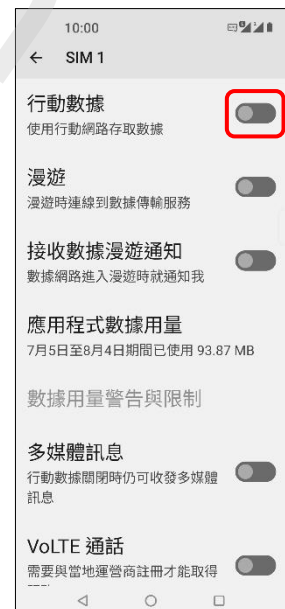 10:00
SIM 1
行動數據
使用行動網路存取數據
漫遊
漫遊時連線到數據傳輸服務
接收數據漫遊通知
數據網路進入漫遊時就通知我
應用程式數據用量
7月5日至8月4日期間已使用 93.87 MB
數據用量警告與限制
多媒體訊息
行動數據關閉時仍可收發多媒體
訊息
VoLTE 通話
需要與當地運營商註冊才能取得